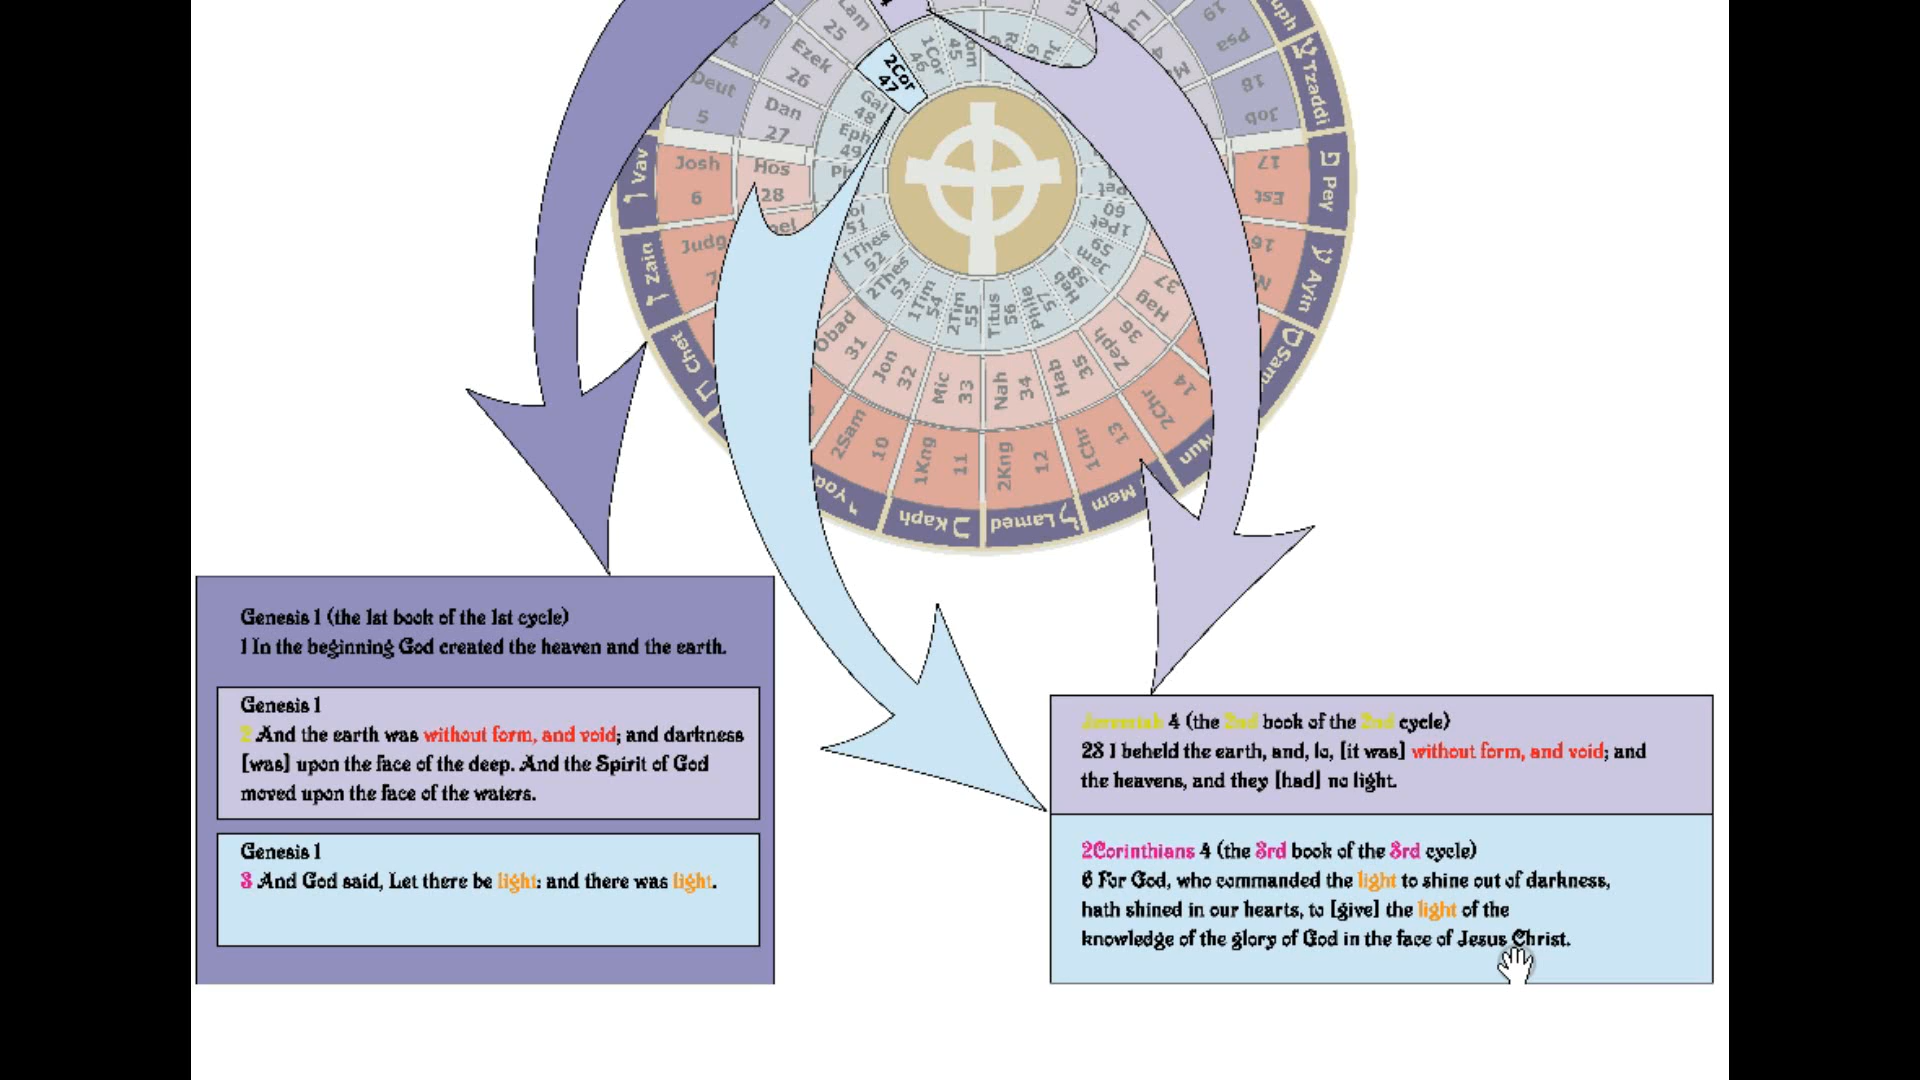 Lam
25
1Cor
46
45
Ezek
26
2Cor
47
Deut
5
Dan
27
Gal
48
Eph
49
19
Psa
18
Job
צ Tzaddi
ו Vav
Josh
6
Hos
28
51
60
1Pet
59
Jam
17
Est
16
פ Pey
ז Zain
Judg
7
1Thes
52
2Thes
53
1Tim
54
2Tim
55
Titus
56
57
58
Heb
37
Hag
ע Ayin
ח Chet
Obad
31
Jon
32
Mic
33
Nah
34
Hab
35
Zeph
36
14
2Chr
2Sam
10
1Kng
11
2Kng
12
1Chr
13
Nun
י Yod
כ Kaph
ל Lamed
Mem
Genesis 1 (the 1st book of the 1st cycle)
1 In the beginning God created the heaven and the earth.
Genesis 1
2 And the earth was without form, and void; and darkness
[was] upon the face of the deep. And the Spirit of God
moved upon the face of the waters.
Genesis 1
3 And God said, Let there be light: and there was light.
Jeremiah 4 (the 2nd book of the 2nd cycle)
23 I beheld the earth, and, lo, [it was] without form, and void; and
the heavens, and they [had] no light.
2Corinthians 4 (the 3rd book of the 3rd cycle)
6 For God, who commanded the light to shine out of darkness,
hath shined in our hearts, to [give] the light of the
knowledge of the glory of God in the face of Jesus Christ.